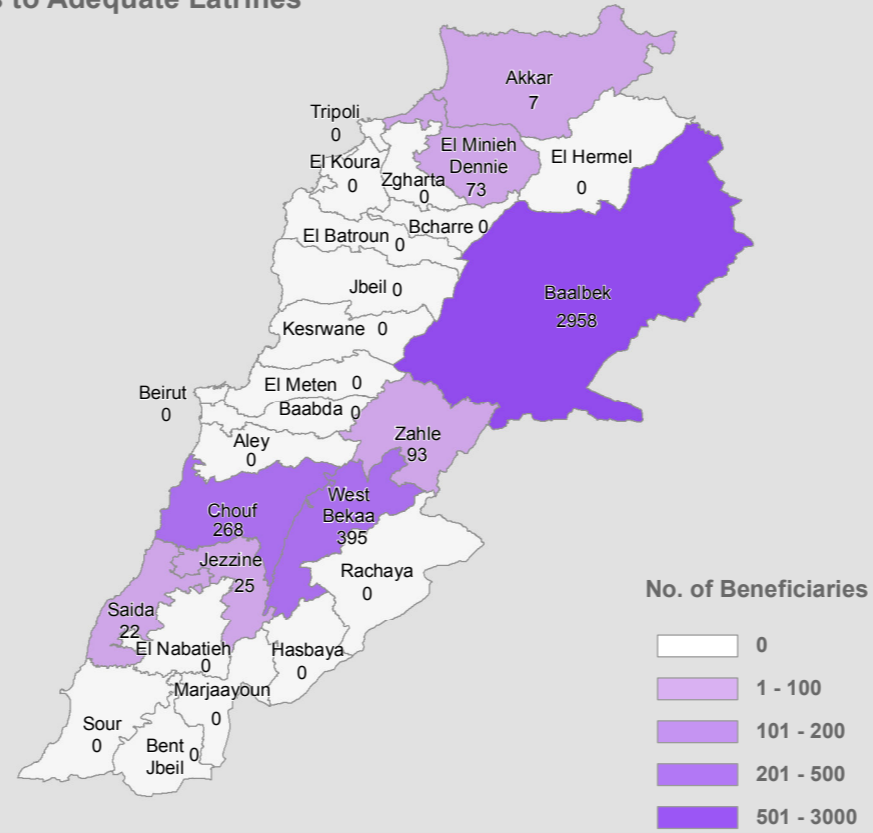 to Adequate Latrines
Akkar
7
Tripoli
0
El Minieh
Dennie
73
El Koura
0
Zgharta
0
El Hermel
0
Bcharre 0
El Batroun 0
Jbeil 0
Baalbek
2958
Kesrwane 0
El Meten 0
Beirut
0
Baabda 0
Zahle
93
Aley
0
West
Bekaa
395
Chouf
268
Jezzine
25
Rachaya
0
Saida
22
El Nabatieh
0
Hasbaya
0
Marjaayoun
0
Sour
0
Bent
Jbeil 0
No. of Beneficiaries
0
1 - 100
101 - 200
201 - 500
501 - 3000